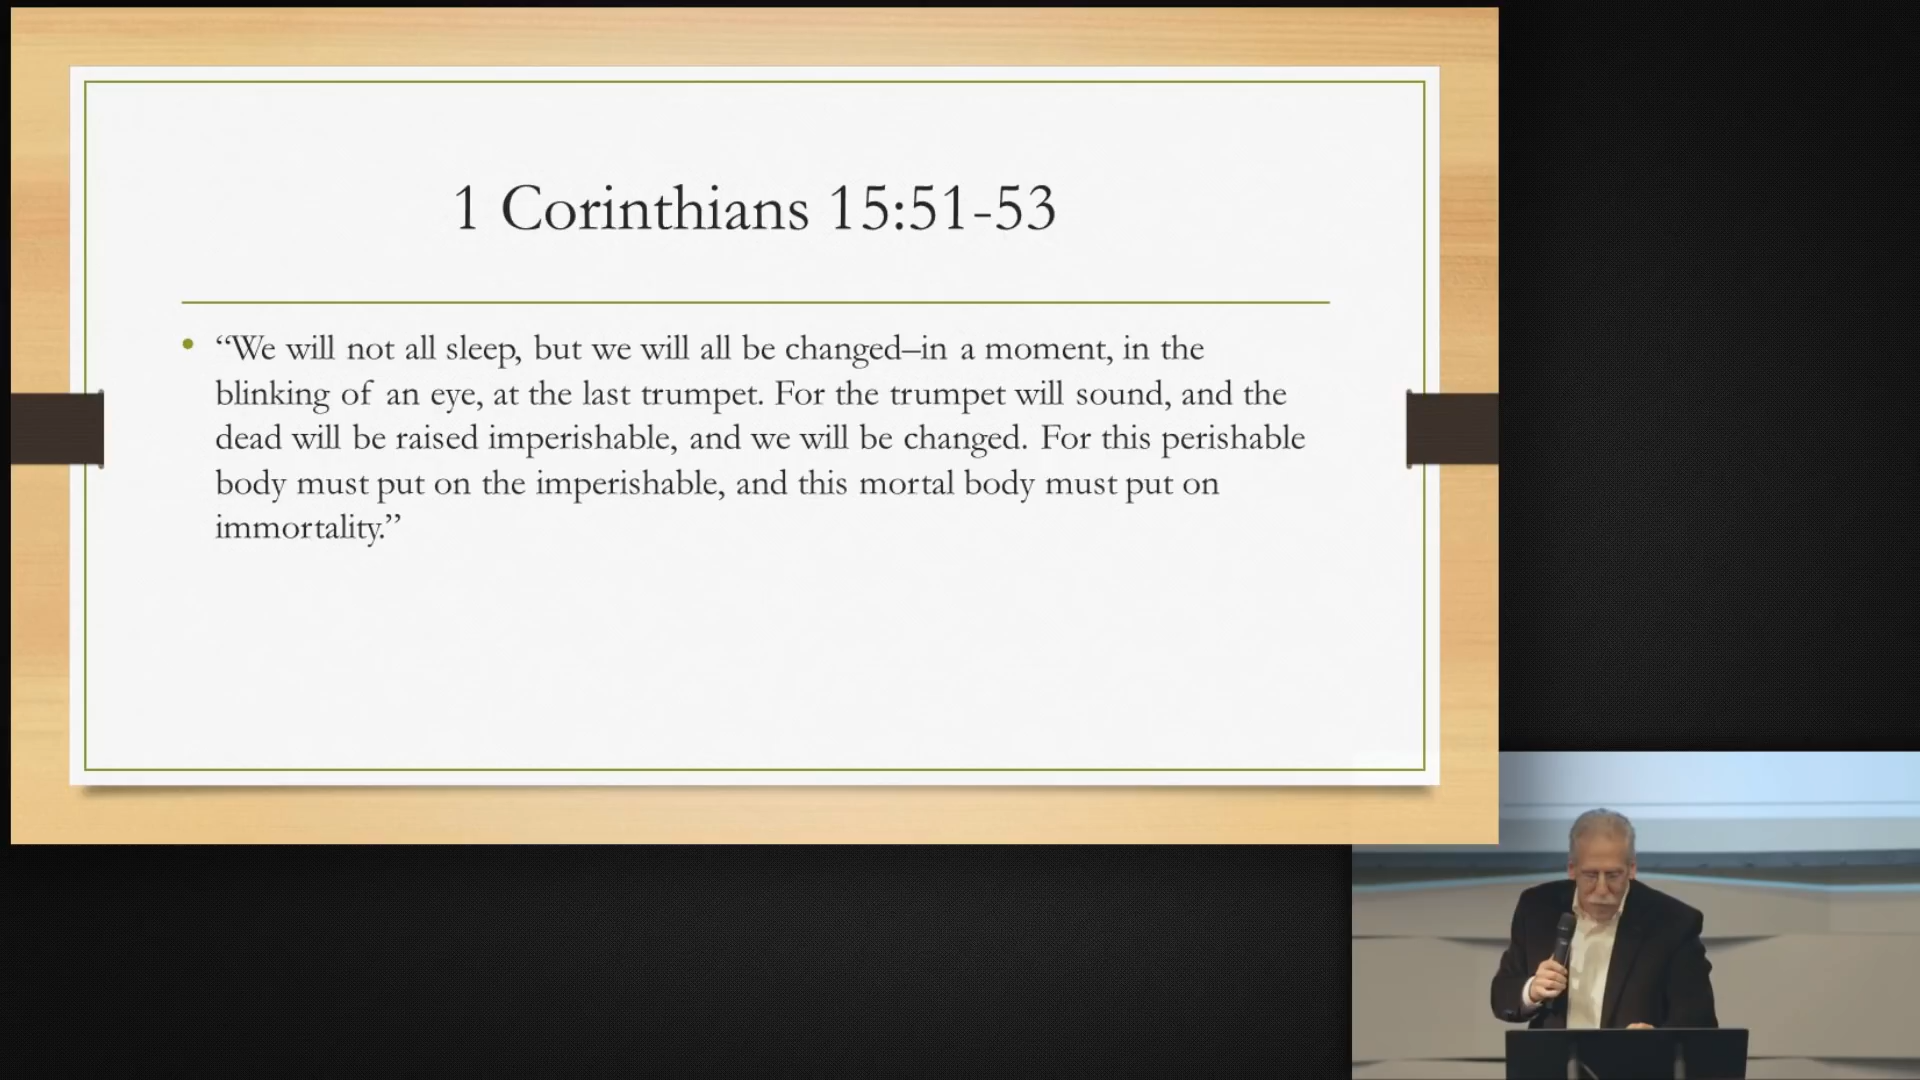 1 Corinthians 15:51-53
• “We will not all sleep, but we will all be changed–in a moment, in the
blinking of an eye, at the last trumpet. For the trumpet will sound, and the
dead will be raised imperishable, and we will be changed. For this perishable
body must put on the imperishable, and this mortal body must put on
immortality.”